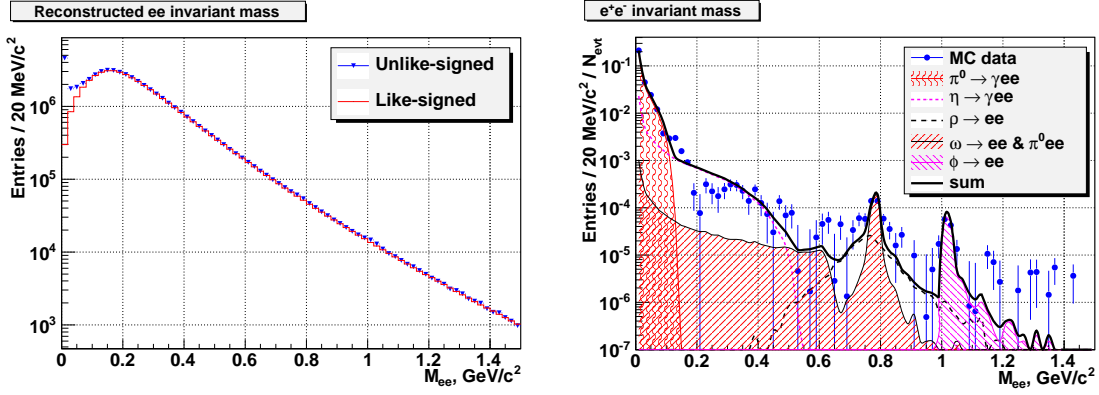 Reconstructed ee invariant mass
Entries / 20 MeV/c²
Unlike-signed
Like-signed
10⁶
10⁵
10⁴
10³
0 0.2 0.4 0.6 0.8 1 1.2 1.4
M_ee, GeV/c²
e⁺e⁻ invariant mass
Entries / 20 MeV/c² / N_evt
MC data
π⁰ → γee
η → γee
ρ → ee
ω → ee & π⁰ee
ϕ → ee
sum
10⁻¹
10⁻²
10⁻³
10⁻⁴
10⁻⁵
10⁻⁶
10⁻⁷
0 0.2 0.4 0.6 0.8 1 1.2 1.4
M_ee, GeV/c²